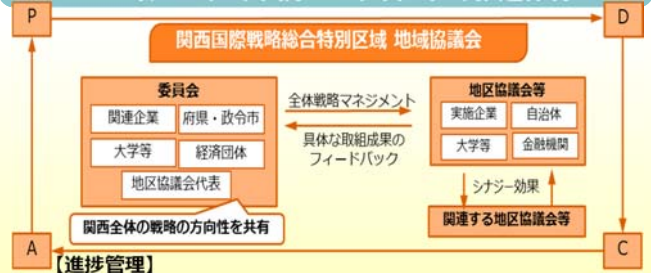 P
D
関西国際戦略総合特別区域 地域協議会
委員会
関連企業
府県・政令市
大学等
経済団体
地区協議会代表
関西全体の戦略の方向性を共有
全体戦略マネジメント
具体な取組成果の
フィードバック
地区協議会等
実施企業
自治体
大学等
金融機関
シナジー効果
関連する地区協議会等
A
C
【進捗管理】